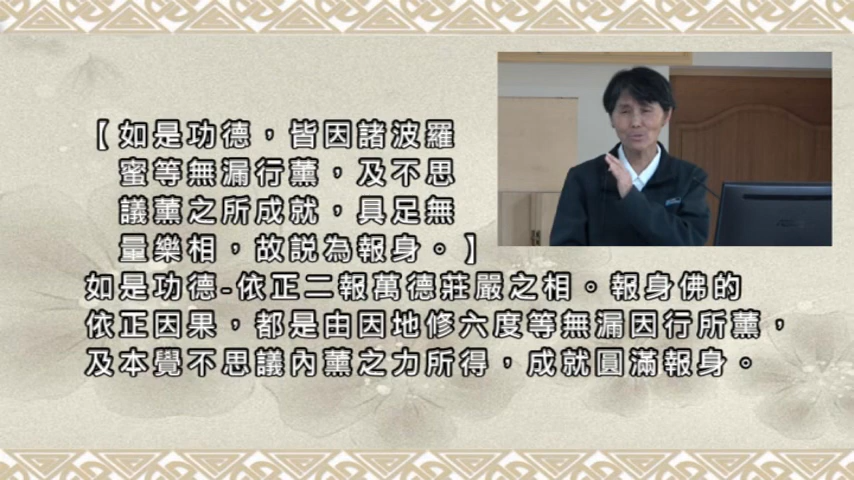 【如是功德，皆因諸波羅
蜜等無漏行薰，及不思
議薰之所成就，具足無
量樂相，故說為報身。】
如是功德-依正二報萬德莊嚴之相。報身佛的
依正因果，都是由因地修六度等無漏因行所薰，
及本覺不思議內薰之力所得，成就圓滿報身。